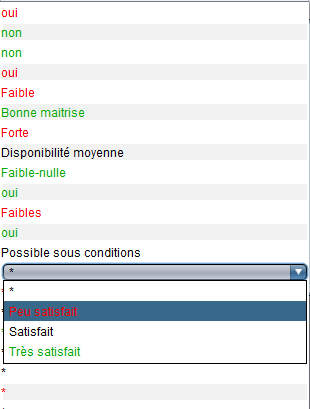 oui
non
non
oui
Faible
Bonne maitrise
Forte
Disponibilité moyenne
Faible-nulle
oui
Faibles
oui
Possible sous conditions
*
*
Peu satisfait
Satisfait
Très satisfait
*
*